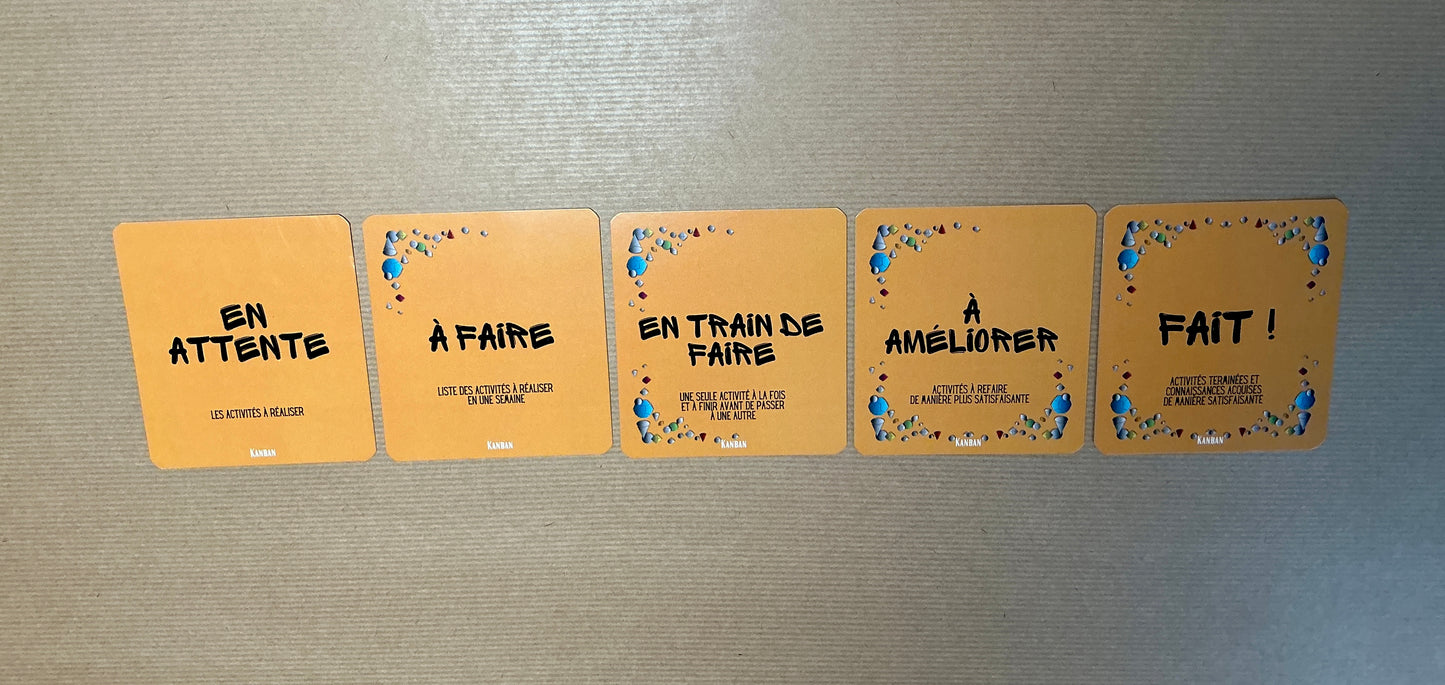 EN
ATTENTE
LES ACTIVITÉS À RÉALISER
KANBAN
À FAIRE
LISTE DES ACTIVITÉS À RÉALISER
EN UNE SEMAINE
KANBAN
EN TRAIN DE
FAIRE
UNE SEULE ACTIVITÉ À LA FOIS
ET À FINIR AVANT DE PASSER
À UNE AUTRE
KANBAN
À
AMÉLIORER
ACTIVITÉS À REFAIRE
DE MANIÈRE PLUS SATISFAISANTE
KANBAN
FAIT !
ACTIVITÉS TERMINÉES ET
CONNAISSANCES ACQUISES
DE MANIÈRE SATISFAISANTE
KANBAN